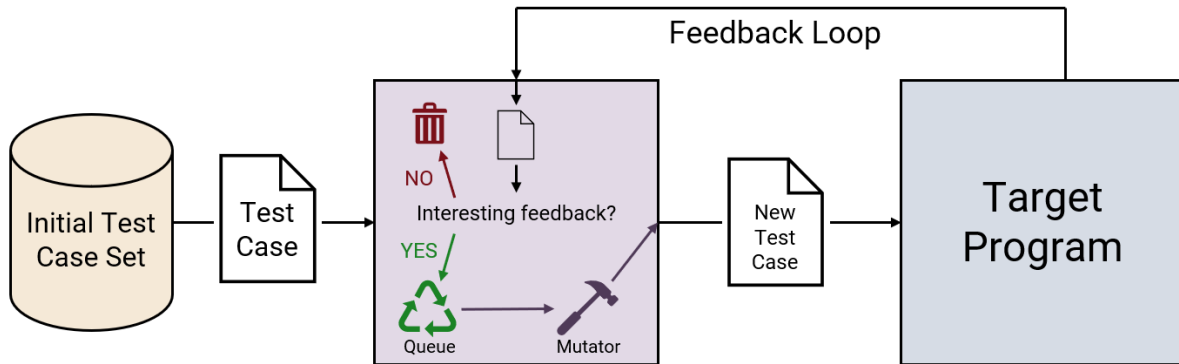 Feedback Loop
Initial Test
Case Set
Test
Case
NO
Interesting feedback?
YES
Queue
Mutator
New
Test
Case
Target
Program